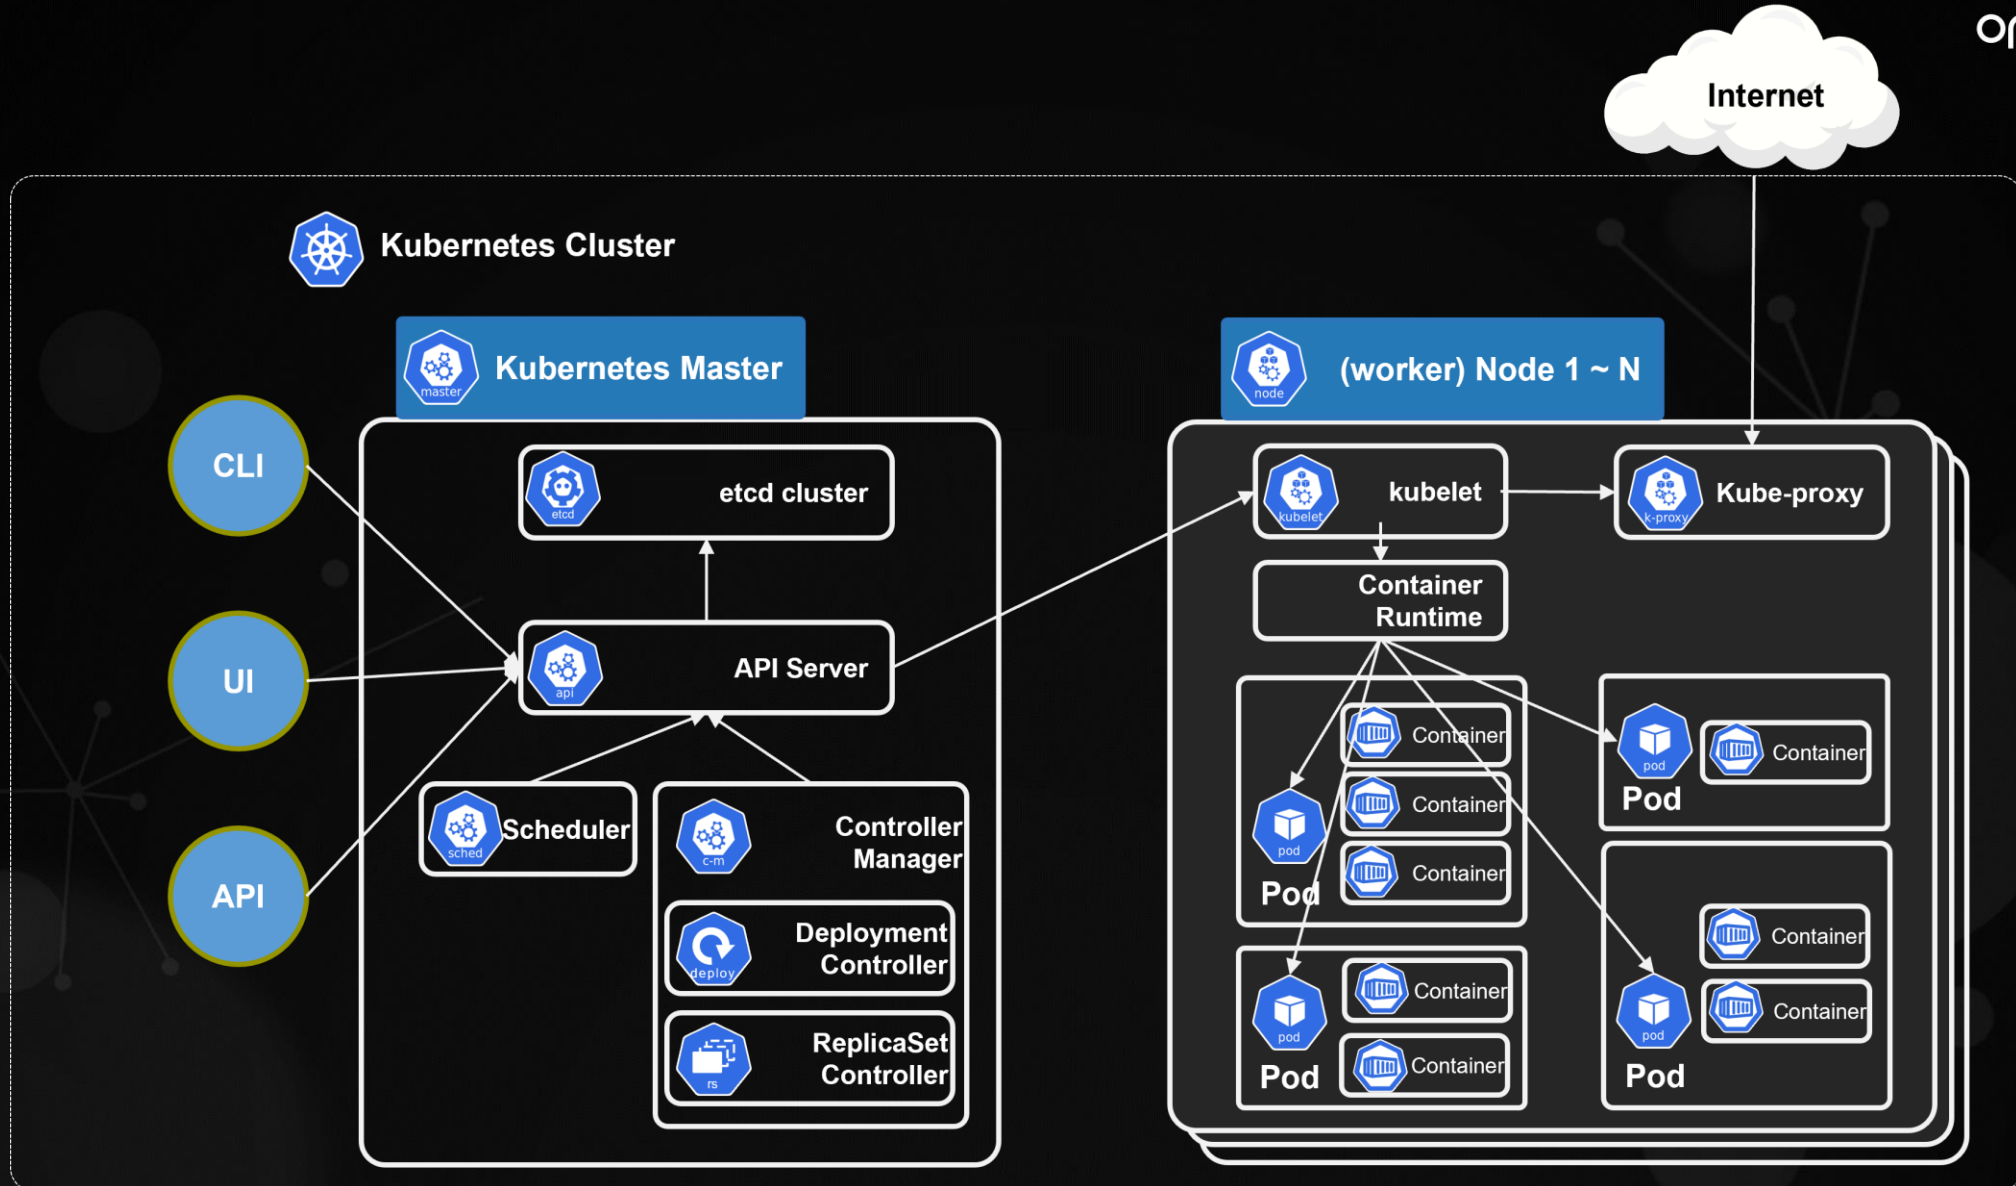 Internet
Kubernetes Cluster
master
Kubernetes Master
node
(worker) Node 1 ~ N
CLI
UI
API
etcd
etcd cluster
api
API Server
sched
Scheduler
c-m
Controller
Manager
deploy
Deployment
Controller
rs
ReplicaSet
Controller
kubelet
kubelet
k-proxy
Kube-proxy
Container
Runtime
Container
Container
Container
pod
Pod
pod
Pod
Container
Container
Container
pod
Pod
Container
Container
pod
Pod